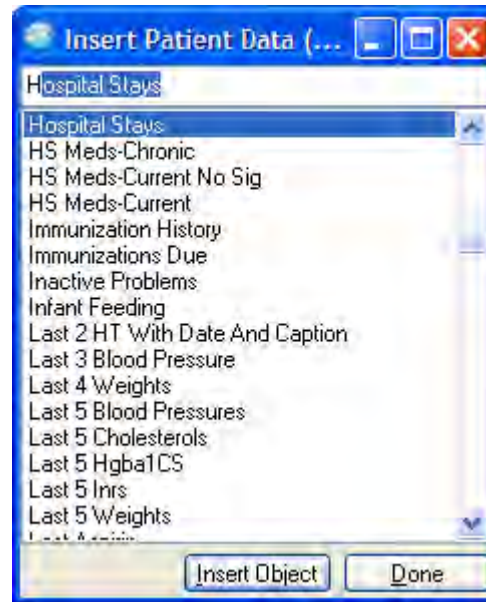 Insert Patient Data (...
Hospital Stays
Hospital Stays
HS Meds-Chronic
HS Meds-Current No Sig
HS Meds-Current
Immunization History
Immunizations Due
Inactive Problems
Infant Feeding
Last 2 HT With Date And Caption
Last 3 Blood Pressure
Last 4 Weights
Last 5 Blood Pressures
Last 5 Cholesterols
Last 5 Hgba1CS
Last 5 Inrs
Last 5 Weights
Insert Object Done